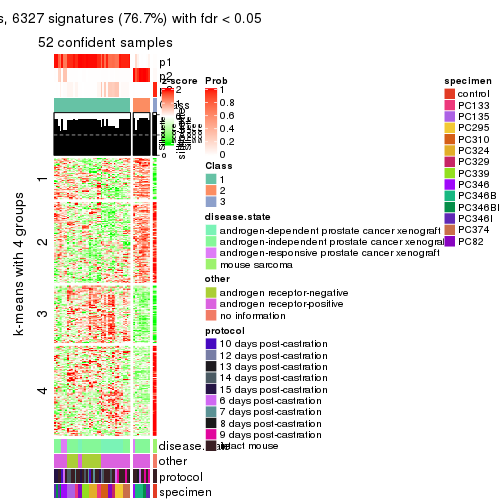 s, 6327 signatures (76.7%) with fdr < 0.05
52 confident samples
p1
p2
z-score
2
Class
silhouette
score
k-means with 4 groups
1
2
3
4
disease.state
other
protocol
specimen
Prob
1
0.8
0.6
0.4
0.2
0
Class
1
2
3
disease.state
androgen-dependent prostate cancer xenograft
androgen-independent prostate cancer xenograft
androgen-responsive prostate cancer xenograft
mouse sarcoma
other
androgen receptor-negative
androgen receptor-positive
no information
protocol
10 days post-castration
12 days post-castration
13 days post-castration
14 days post-castration
15 days post-castration
6 days post-castration
7 days post-castration
8 days post-castration
9 days post-castration
intact mouse
specimen
control
PC133
PC135
PC295
PC310
PC324
PC329
PC339
PC346
PC346B
PC346BI
PC346I
PC374
PC82